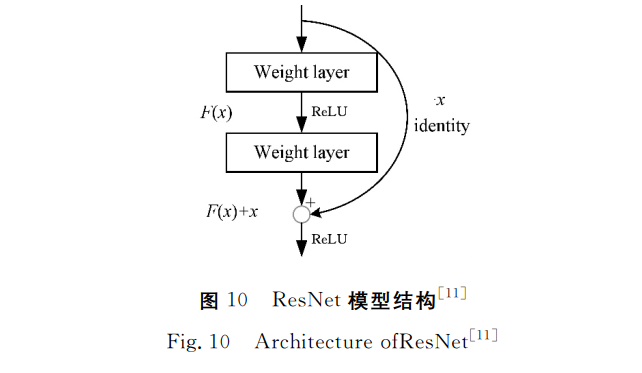 Weight layer
F(x)
ReLU
x
identity
Weight layer
F(x)+x
+
ReLU
图 10 ResNet 模型结构[11]
Fig. 10 Architecture ofResNet[11]